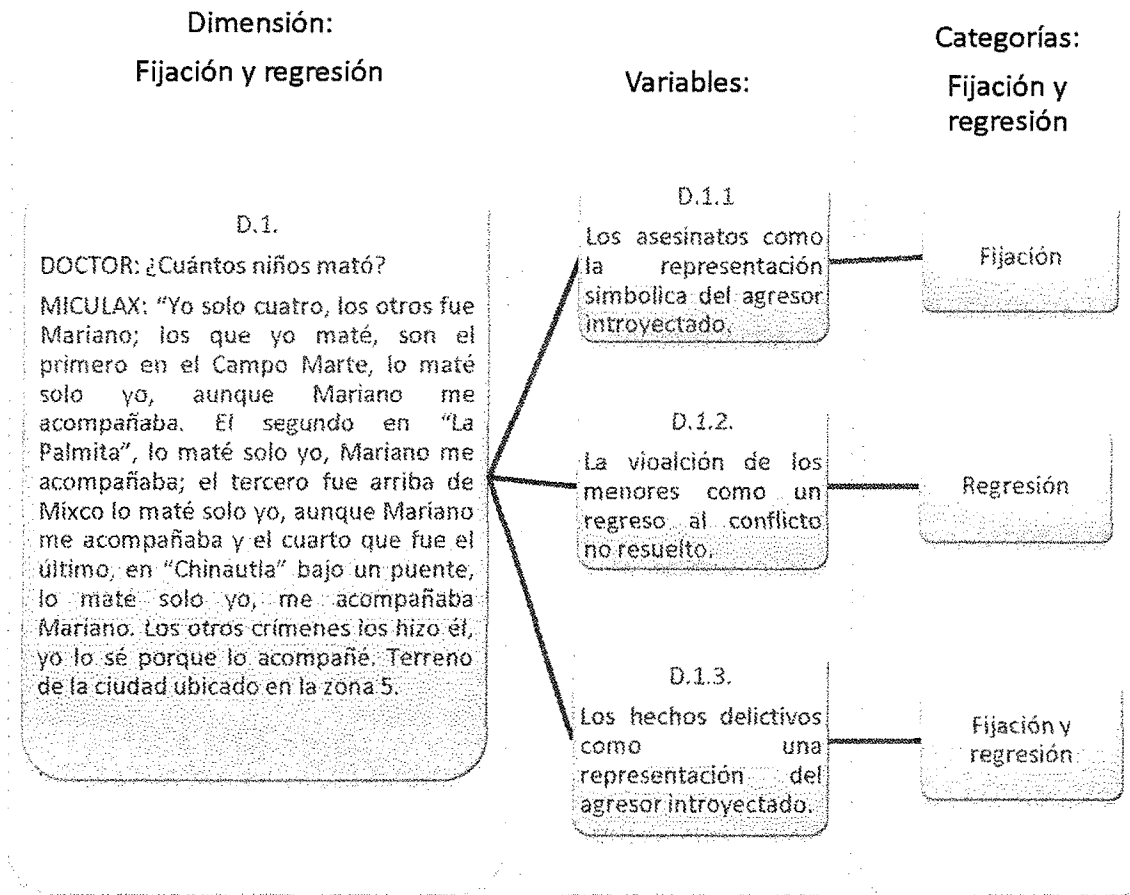 Dimensión:
Fijación y regresión
D.1.
DOCTOR: ¿Cuántos niños mató?
MICULAX: "Yo solo cuatro, los otros fue
Mariano; los que yo maté, son el
primero en el Campo Marte, lo maté
solo yo, aunque Mariano me
acompañaba. El segundo en "La
Palmita", lo maté solo yo, Mariano me
acompañaba; el tercero fue arriba de
Mixco lo maté solo yo, aunque Mariano
me acompañaba y el cuarto que fue el
último, en "Chinautla" bajo un puente,
lo maté solo yo, me acompañaba
Mariano. Los otros crímenes los hizo él,
yo lo sé porque lo acompañé. Terreno
de la ciudad ubicado en la zona 5.
Variables:
D.1.1
Los asesinatos como
la representación
simbolica del agresor
introyectado.
D.1.2.
La vioalción de los
menores como un
regreso al conflicto
no resuelto.
D.1.3.
Los hechos delictivos
como una
representación del
agresor introyectado.
Categorías:
Fijación y
regresión
Fijación
Regresión
Fijación y
regresión